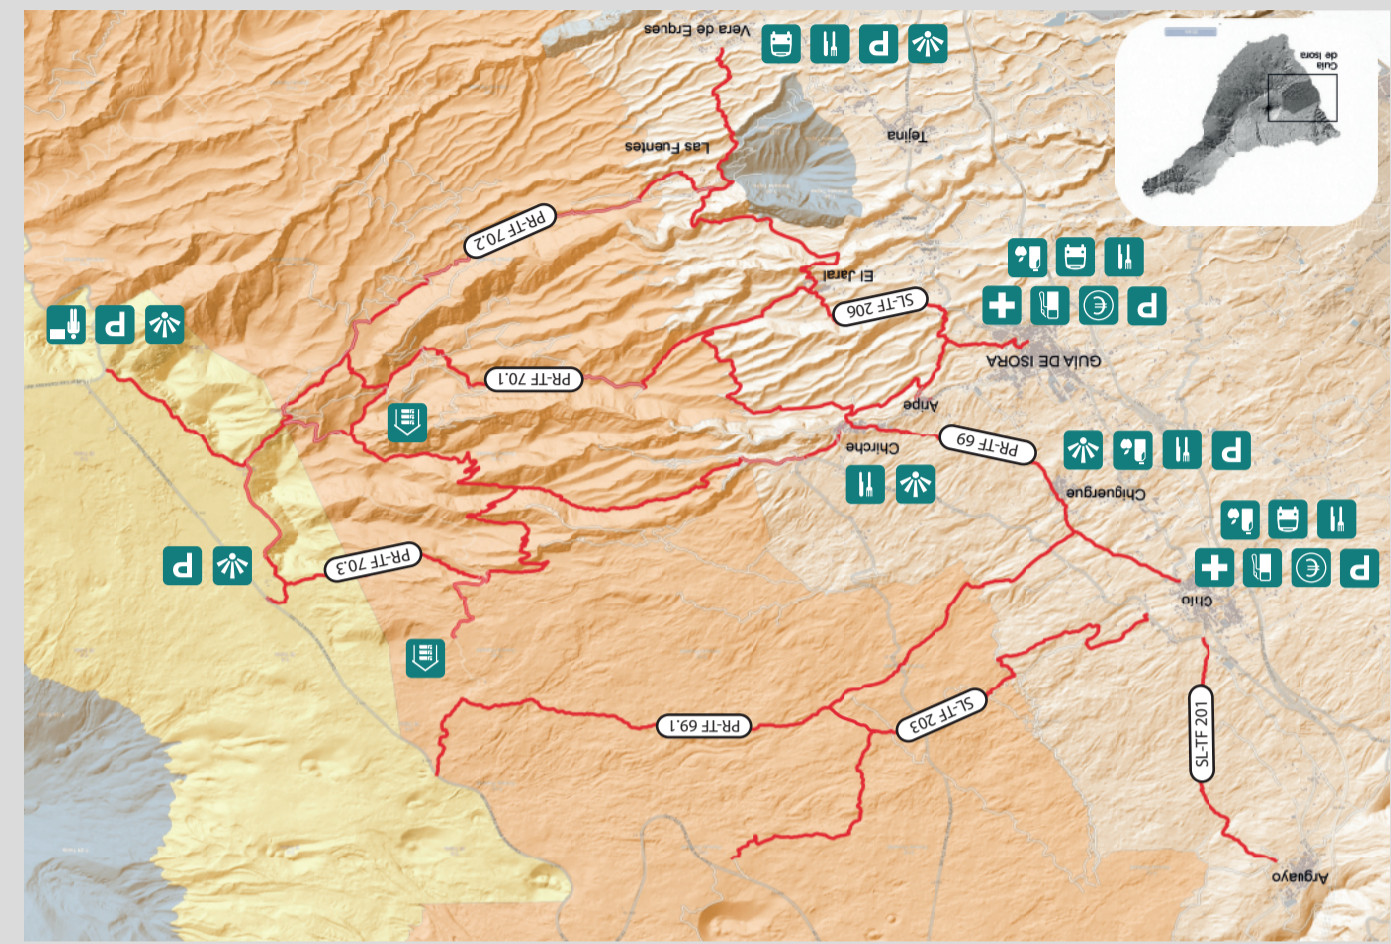 Arguayo
SL-TF 201
Chío
SL-TF 203
PR-TF 69.1
P
Chiguergue
P
PR-TF 70.3
P
Chirche
PR-TF 69
Aripe
PR-TF 70.1
GUÍA DE ISORA
P
SL-TF 206
El Jaral
P
PR-TF 70.2
Las Fuentes
Tejina
Vera de Erques
P
Guía
de Isora
€
€